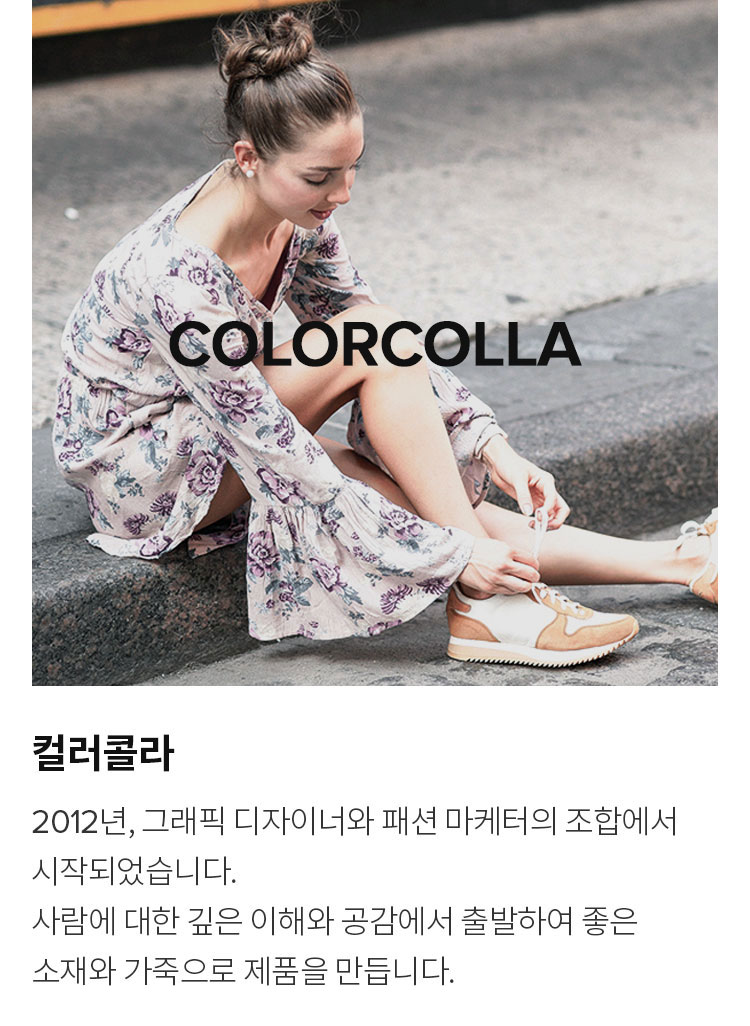 COLORCOLLA
컬러콜라
2012년, 그래픽 디자이너와 패션 마케터의 조합에서
시작되었습니다.
사람에 대한 깊은 이해와 공감에서 출발하여 좋은
소재와 가죽으로 제품을 만듭니다.